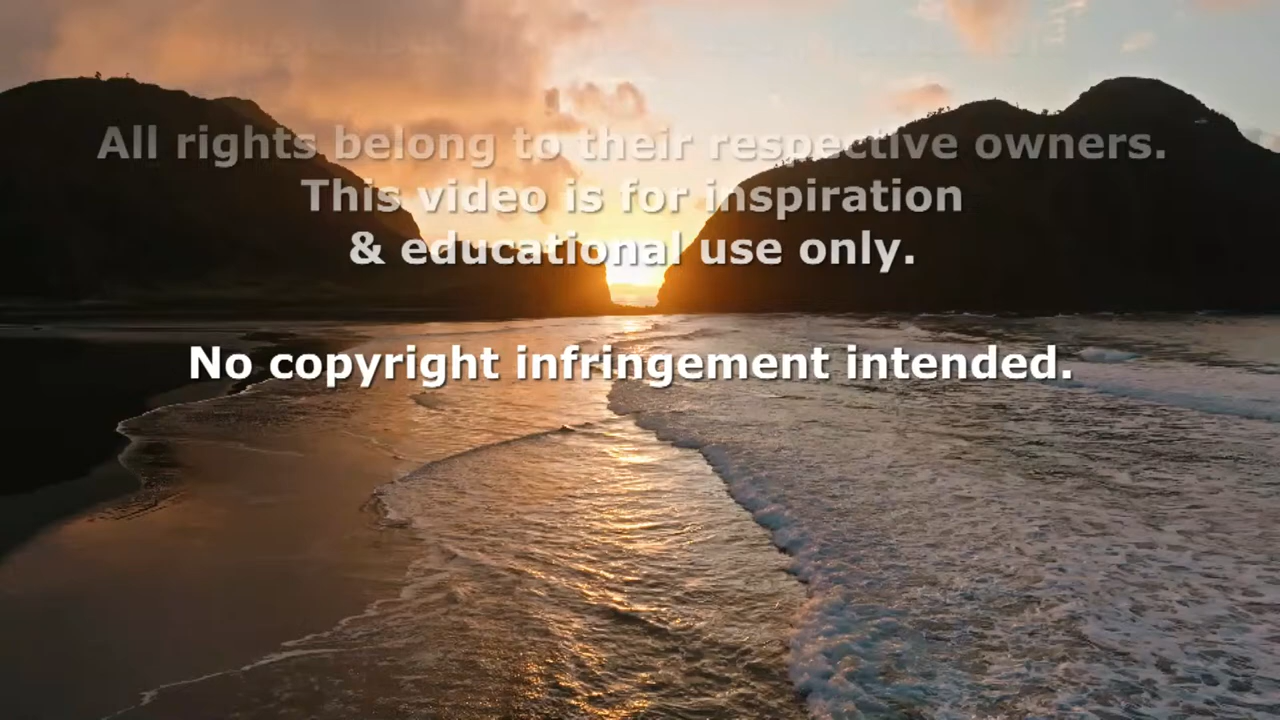 All rights belong to their respective owners.
This video is for inspiration
& educational use only.
No copyright infringement intended.